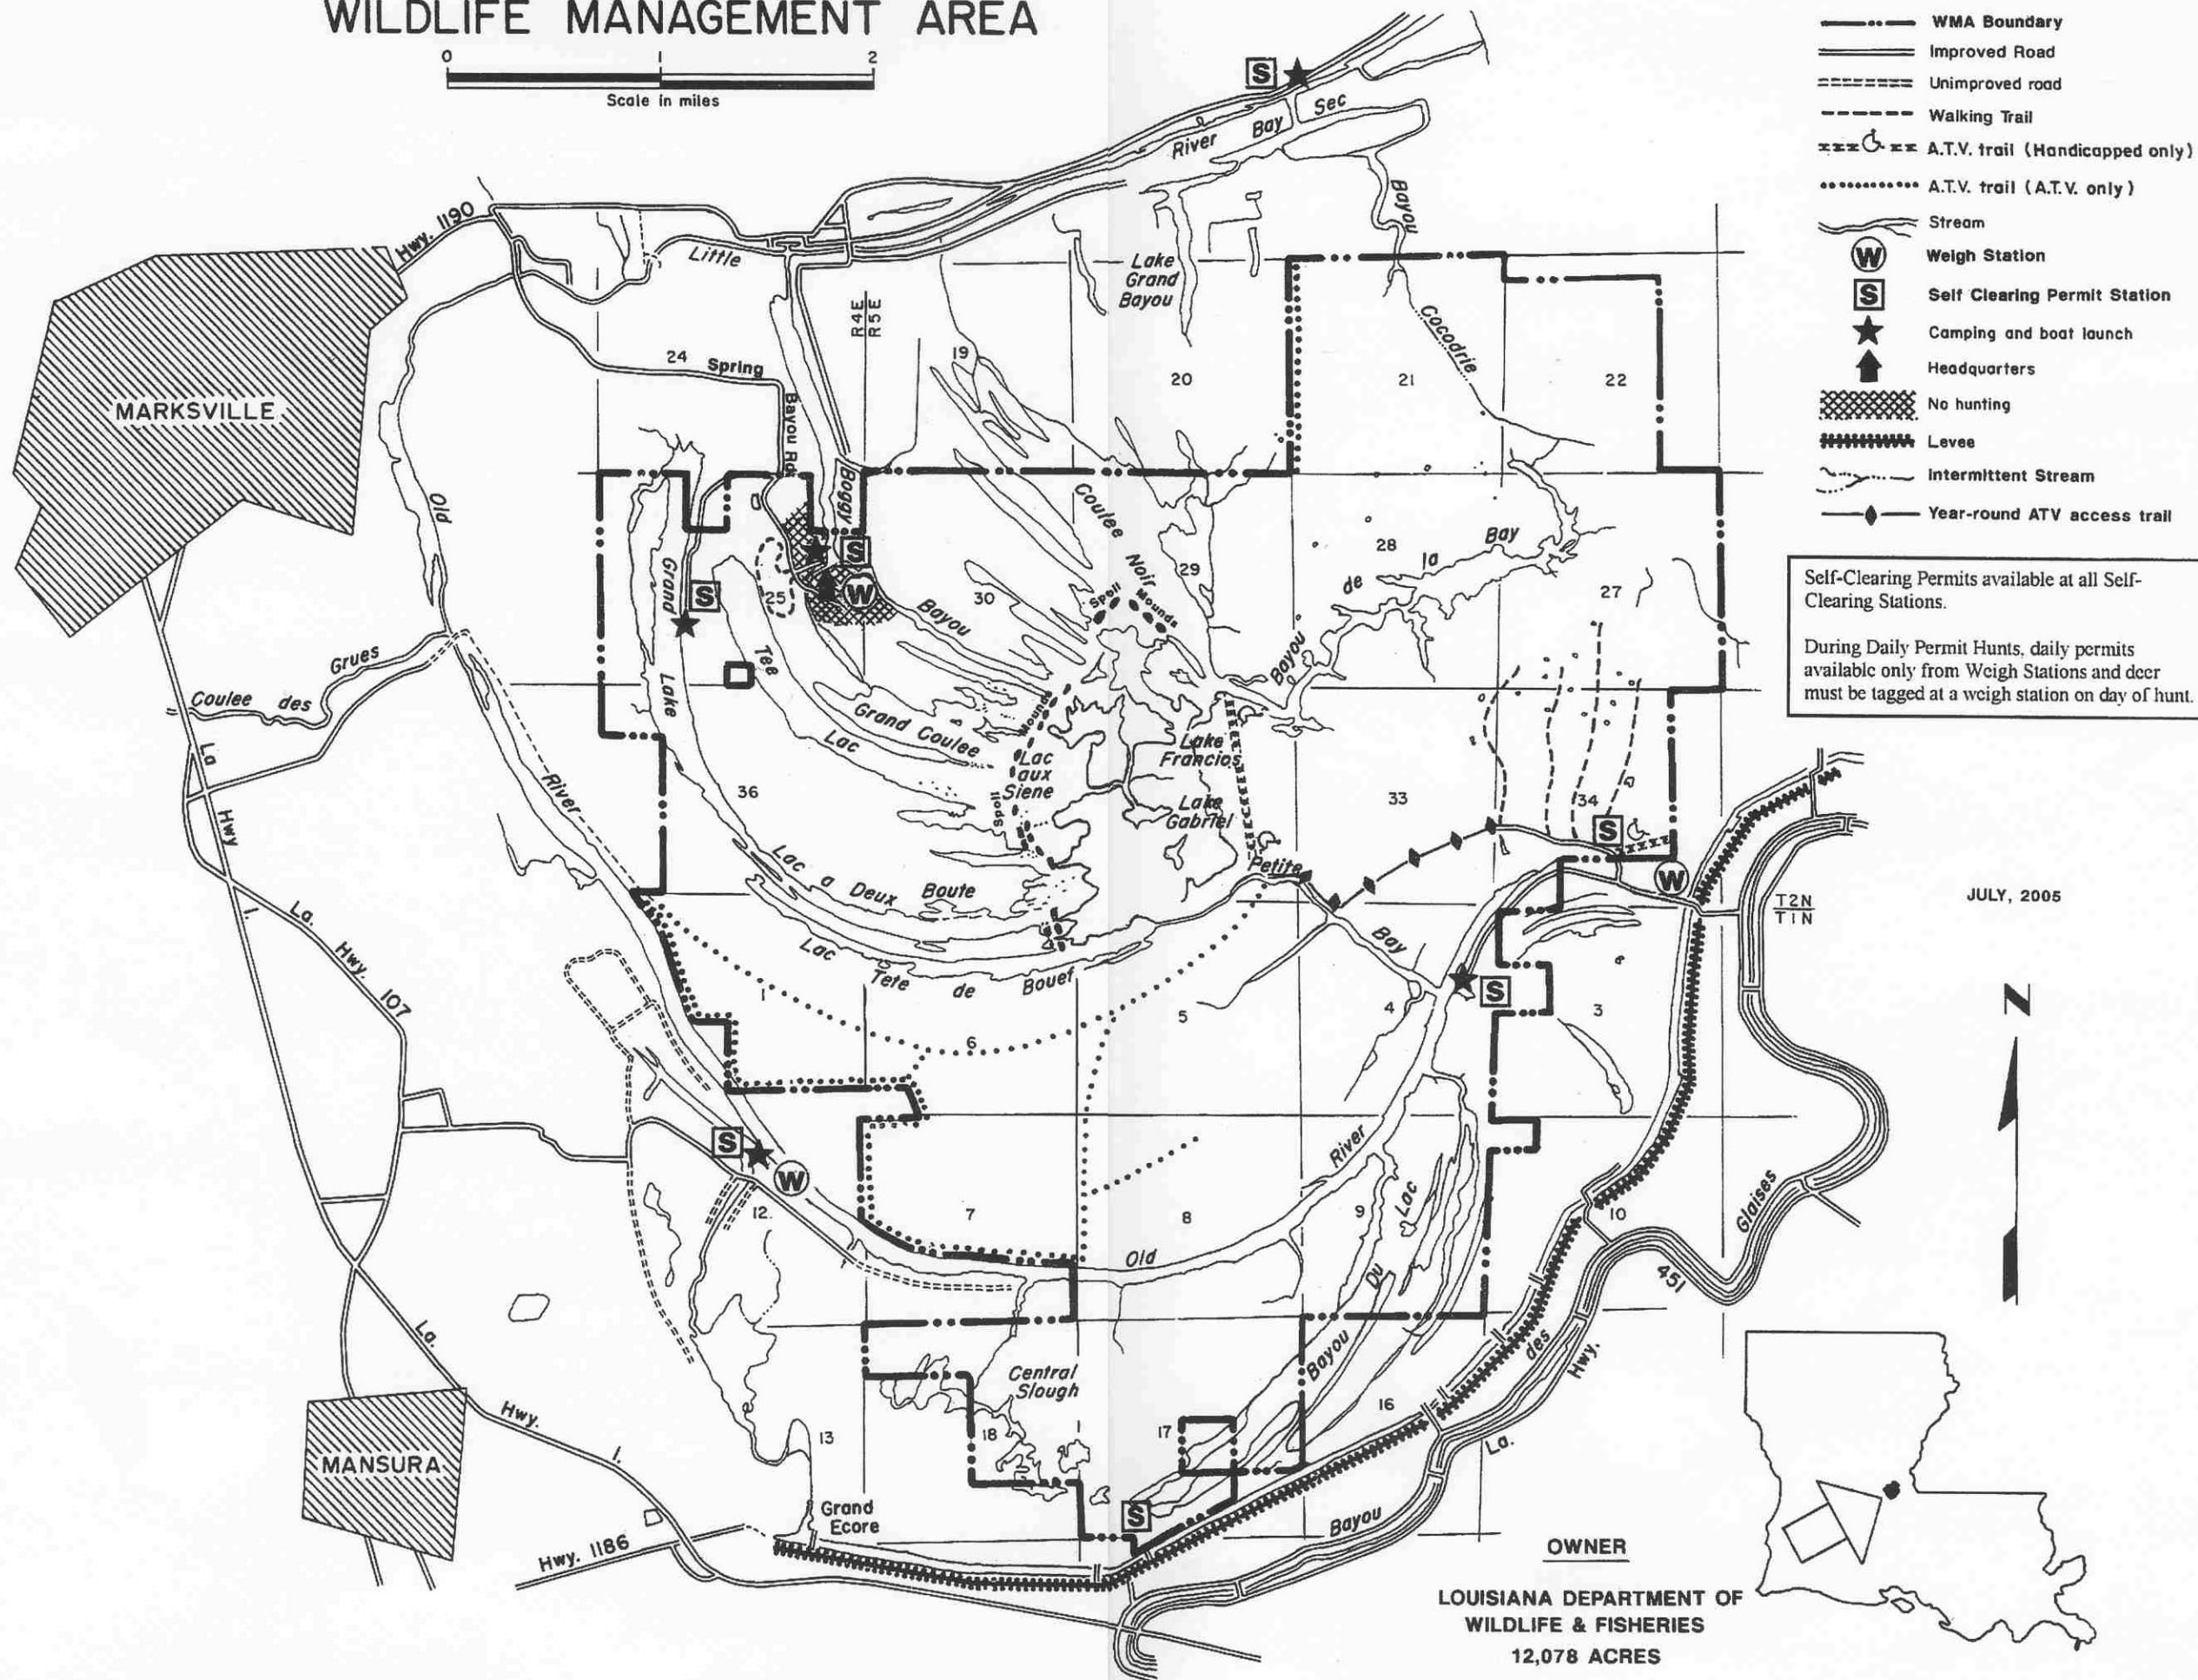 WILDLIFE MANAGEMENT AREA
0 1 2
Scale in miles
WMA Boundary
Improved Road
Unimproved road
Walking Trail
A.T.V. trail (Handicapped only)
A.T.V. trail (A.T.V. only)
Stream
W Weigh Station
S Self Clearing Permit Station
Camping and boat launch
Headquarters
No hunting
Levee
Intermittent Stream
Year-round ATV access trail
Self-Clearing Permits available at all Self-
Clearing Stations.
During Daily Permit Hunts, daily permits
available only from Weigh Stations and deer
must be tagged at a weigh station on day of hunt.
JULY, 2005
N
S
River Bay Sec
Hwy. 1190
Little
Bayou
Cocodrie
Lake
Grand
Bayou
R4E
R5E
MARKSVILLE
24
Spring
Bayou Rd.
19
20
21
22
Old
Boggy
Bayou
Coulee Noir
29
28
Bayou de la Bay
27
Grand
Lake
S
25
S
W
30
Spoil Mounds
Tee
Lac
Grand Coulee
Coulee des Grues
La
Hwy
1.
River
36
Spoil
Mounds
Lac
aux
Siene
Lake
Francios
Lake
Gabriel
33
34
S
W
Petite
Bay
Lac a Deux Boute
Lac Tete de Bouef
La. Hwy. 107
T2N
T1N
1
6
5
4
S
3
S
W
12
7
8
9
10
Old River
Lac
Du
Bayou
Glaises
451
La. Hwy. 1.
MANSURA
13
Central
Slough
18
17
16
S
des
Hwy.
La.
Bayou
Grand
Ecore
Hwy. 1186
OWNER
LOUISIANA DEPARTMENT OF
WILDLIFE & FISHERIES
12,078 ACRES